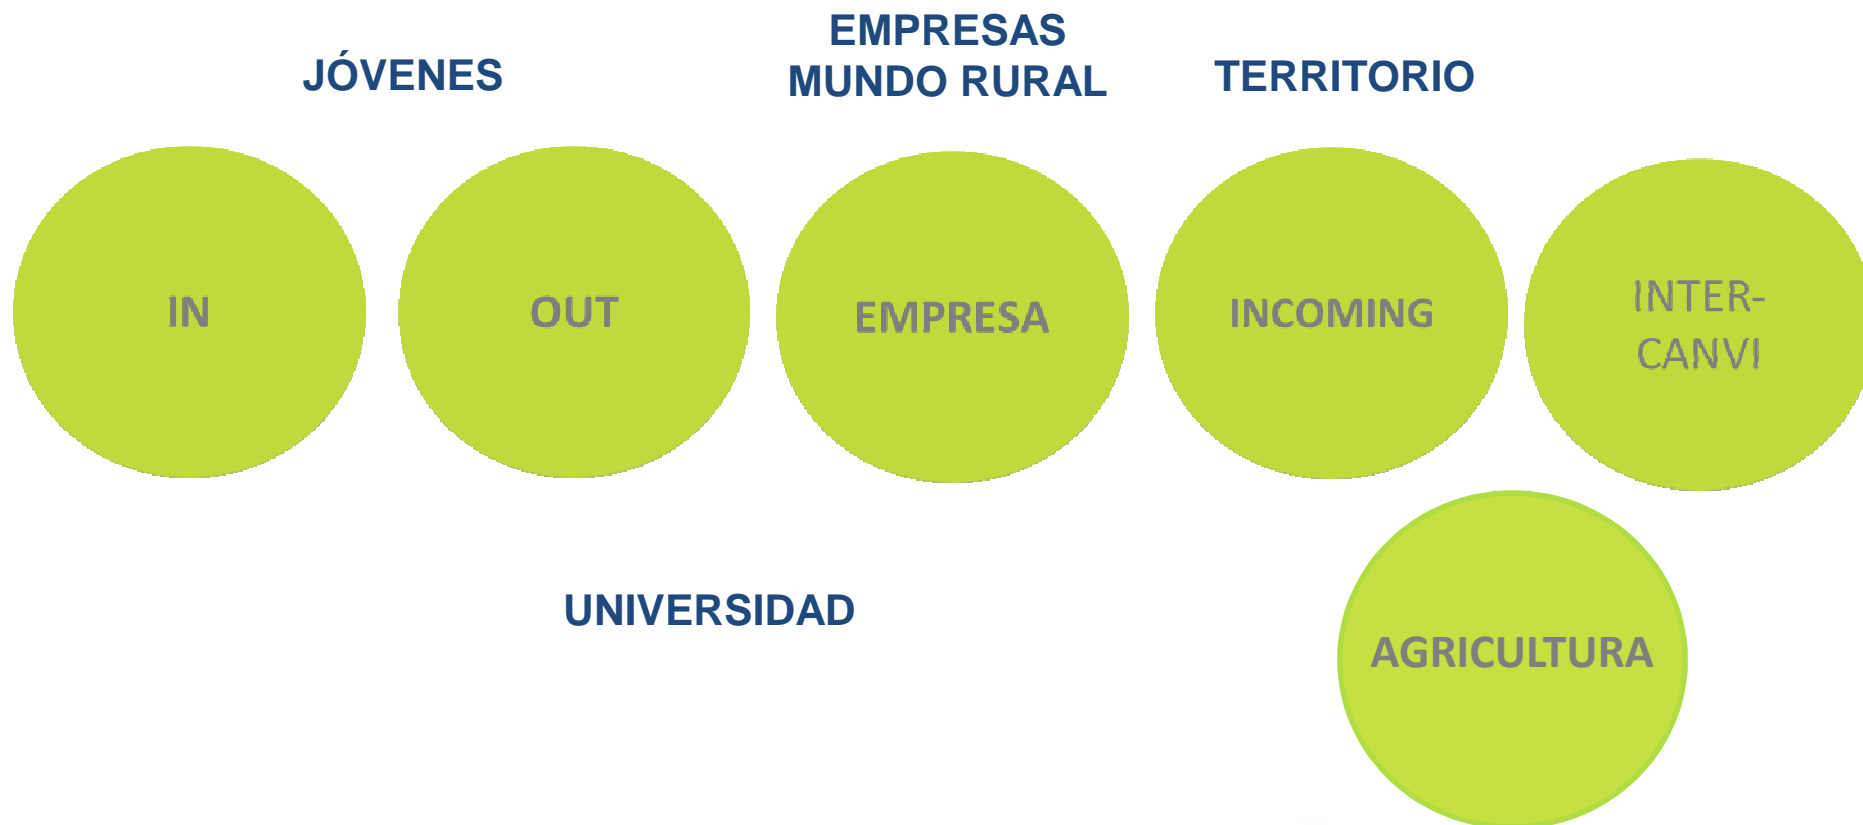 JÓVENES
EMPRESAS
MUNDO RURAL
TERRITORIO
IN
OUT
EMPRESA
INCOMING
INTER-
CANVI
UNIVERSIDAD
AGRICULTURA